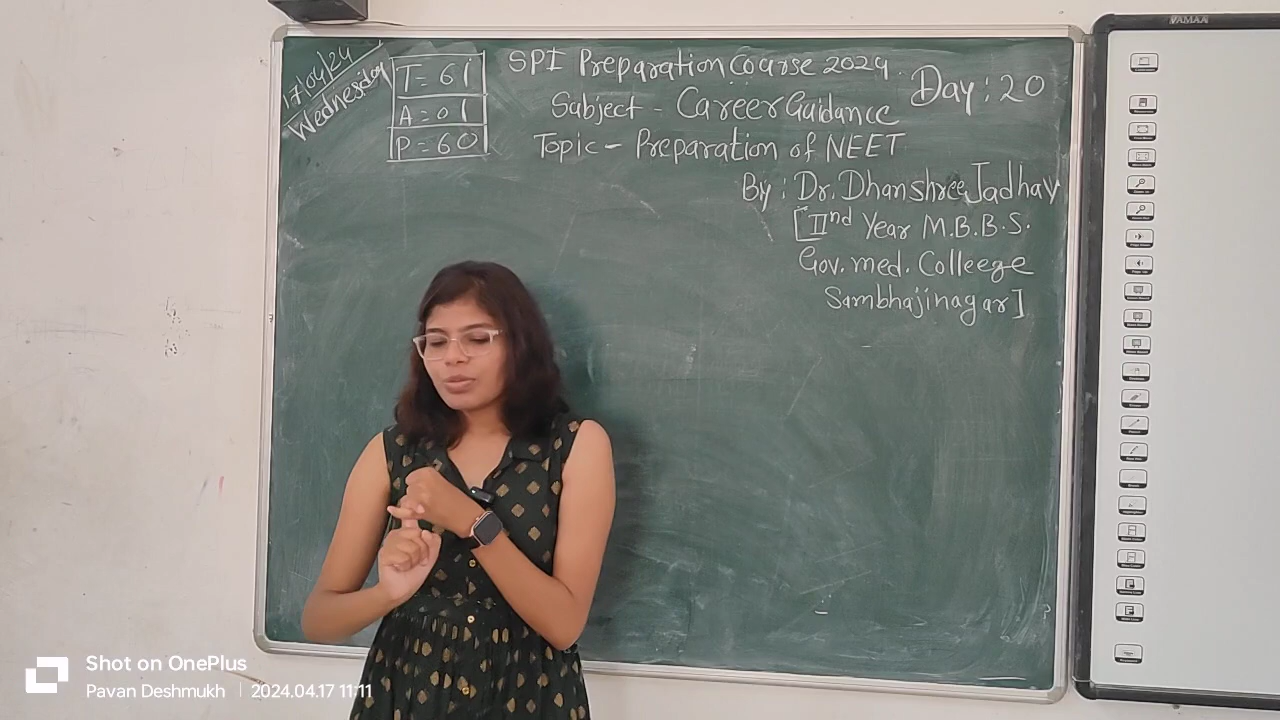 17/04/24
Wednesday
T = 61
A = 01
P = 60
SPI Preparation Course 2024.
Day : 20
Subject - Career Guidance
Topic - Preparation of NEET
By : Dr. Dhanshree Jadhav
[IInd Year M.B.B.S.
Gov. med. Colleege
Sambhajinagar]
Shot on OnePlus
Pavan Deshmukh | 2024.04.17 11:11